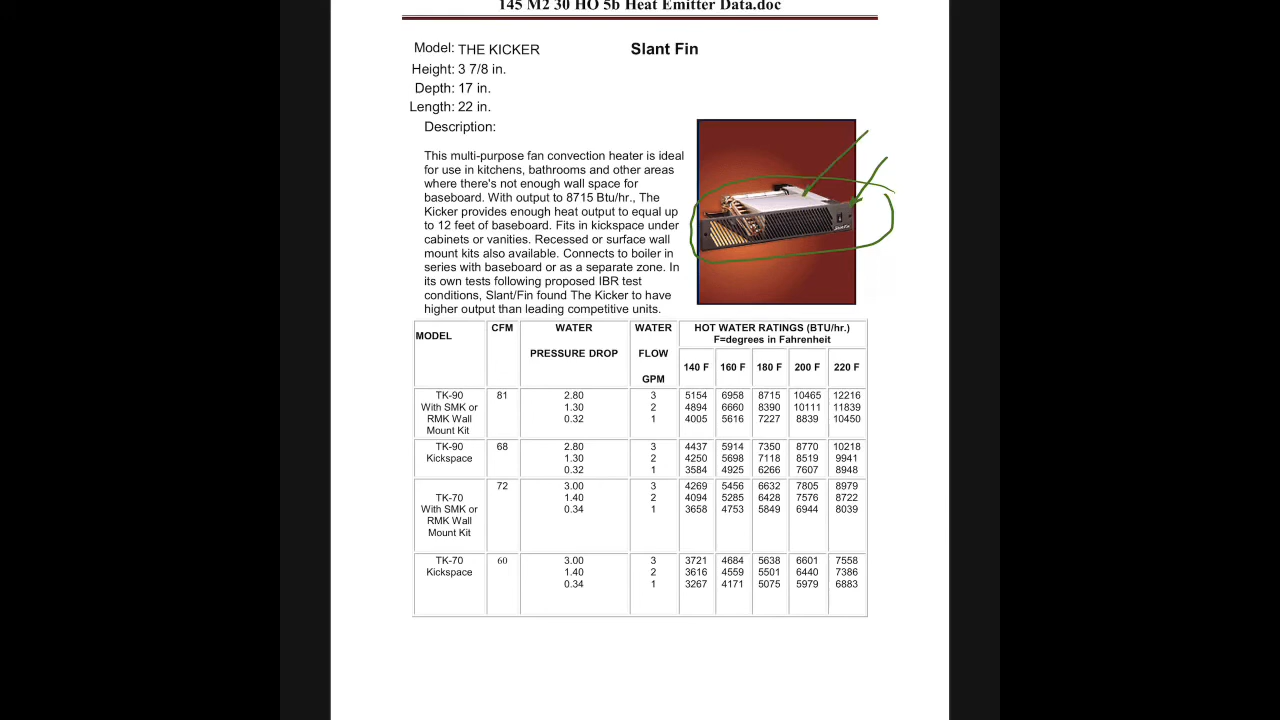 145 M2 30 HO 5b Heat Emitter Data.doc
Model: THE KICKER
Slant Fin
Height: 3 7/8 in.
Depth: 17 in.
Length: 22 in.
Description:
This multi-purpose fan convection heater is ideal
for use in kitchens, bathrooms and other areas
where there's not enough wall space for
baseboard. With output to 8715 Btu/hr., The
Kicker provides enough heat output to equal up
to 12 feet of baseboard. Fits in kickspace under
cabinets or vanities. Recessed or surface wall
mount kits also available. Connects to boiler in
series with baseboard or as a separate zone. In
its own tests following proposed IBR test
conditions, Slant/Fin found The Kicker to have
higher output than leading competitive units.
Slant/Fin
MODEL CFM WATER PRESSURE DROP WATER FLOW GPM HOT WATER RATINGS (BTU/hr.)
F=degrees in Fahrenheit
140 F 160 F 180 F 200 F 220 F
TK-90 81 2.80 3 5154 6958 8715 10465 12216
With SMK or 1.30 2 4894 6660 8390 10111 11839
RMK Wall 0.32 1 4005 5616 7227 8839 10450
Mount Kit
TK-90 68 2.80 3 4437 5914 7350 8770 10218
Kickspace 1.30 2 4250 5698 7118 8519 9941
0.32 1 3584 4925 6266 7607 8948
72 3.00 3 4269 5456 6632 7805 8979
TK-70 1.40 2 4094 5285 6428 7576 8722
With SMK or 0.34 1 3658 4753 5849 6944 8039
RMK Wall
Mount Kit
TK-70 60 3.00 3 3721 4684 5638 6601 7558
Kickspace 1.40 2 3616 4559 5501 6440 7386
0.34 1 3267 4171 5075 5979 6883